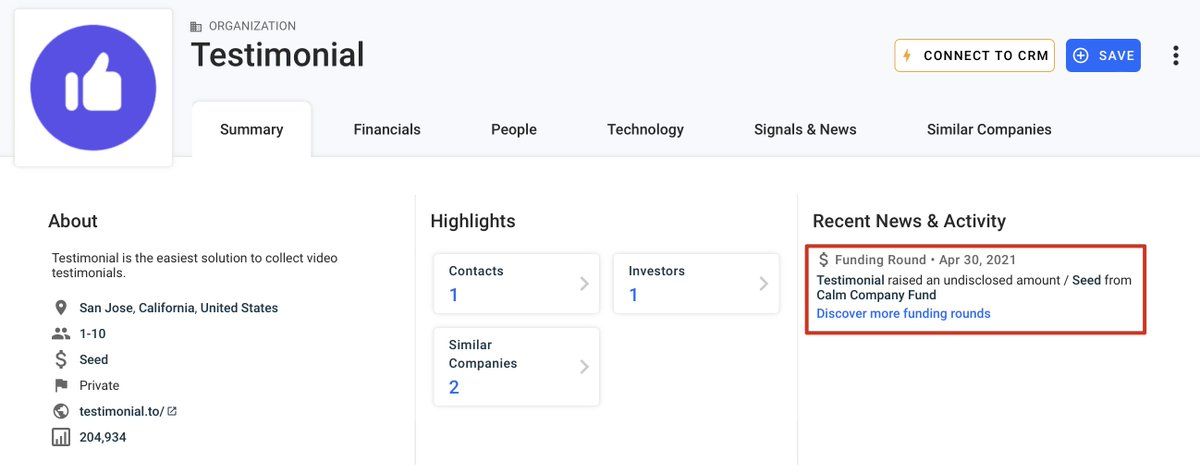 ORGANIZATION
Testimonial
CONNECT TO CRM
SAVE
Summary
Financials
People
Technology
Signals & News
Similar Companies
About
Testimonial is the easiest solution to collect video
testimonials.
San Jose, California, United States
1-10
Seed
Private
testimonial.to/
204,934
Highlights
Contacts
1
Investors
1
Similar
Companies
2
Recent News & Activity
Funding Round • Apr 30, 2021
Testimonial raised an undisclosed amount / Seed from
Calm Company Fund
Discover more funding rounds